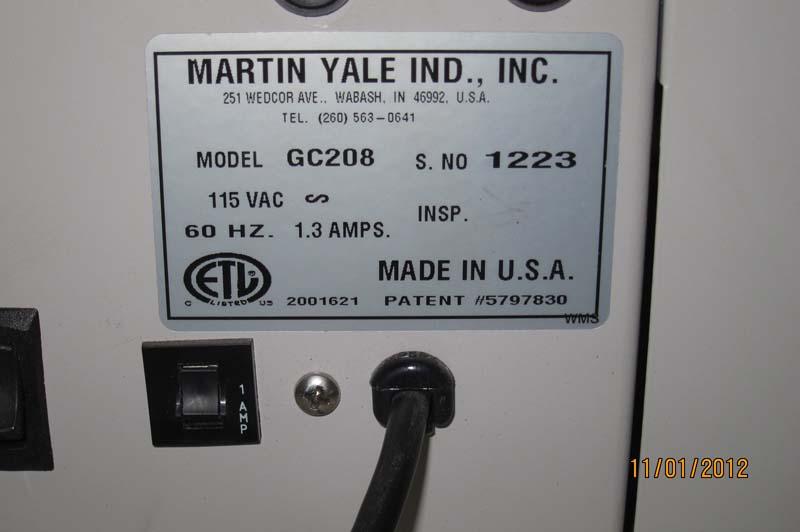 MARTIN YALE IND., INC.
251 WEDCOR AVE., WABASH, IN 46992, U.S.A.
TEL. (260) 563-0641
MODEL GC208 S. NO 1223
115 VAC ∽
INSP.
60 HZ. 1.3 AMPS.
ETL®
C LISTED US
MADE IN U.S.A.
2001621 PATENT #5797830
WMS
1 AMP
11/01/2012